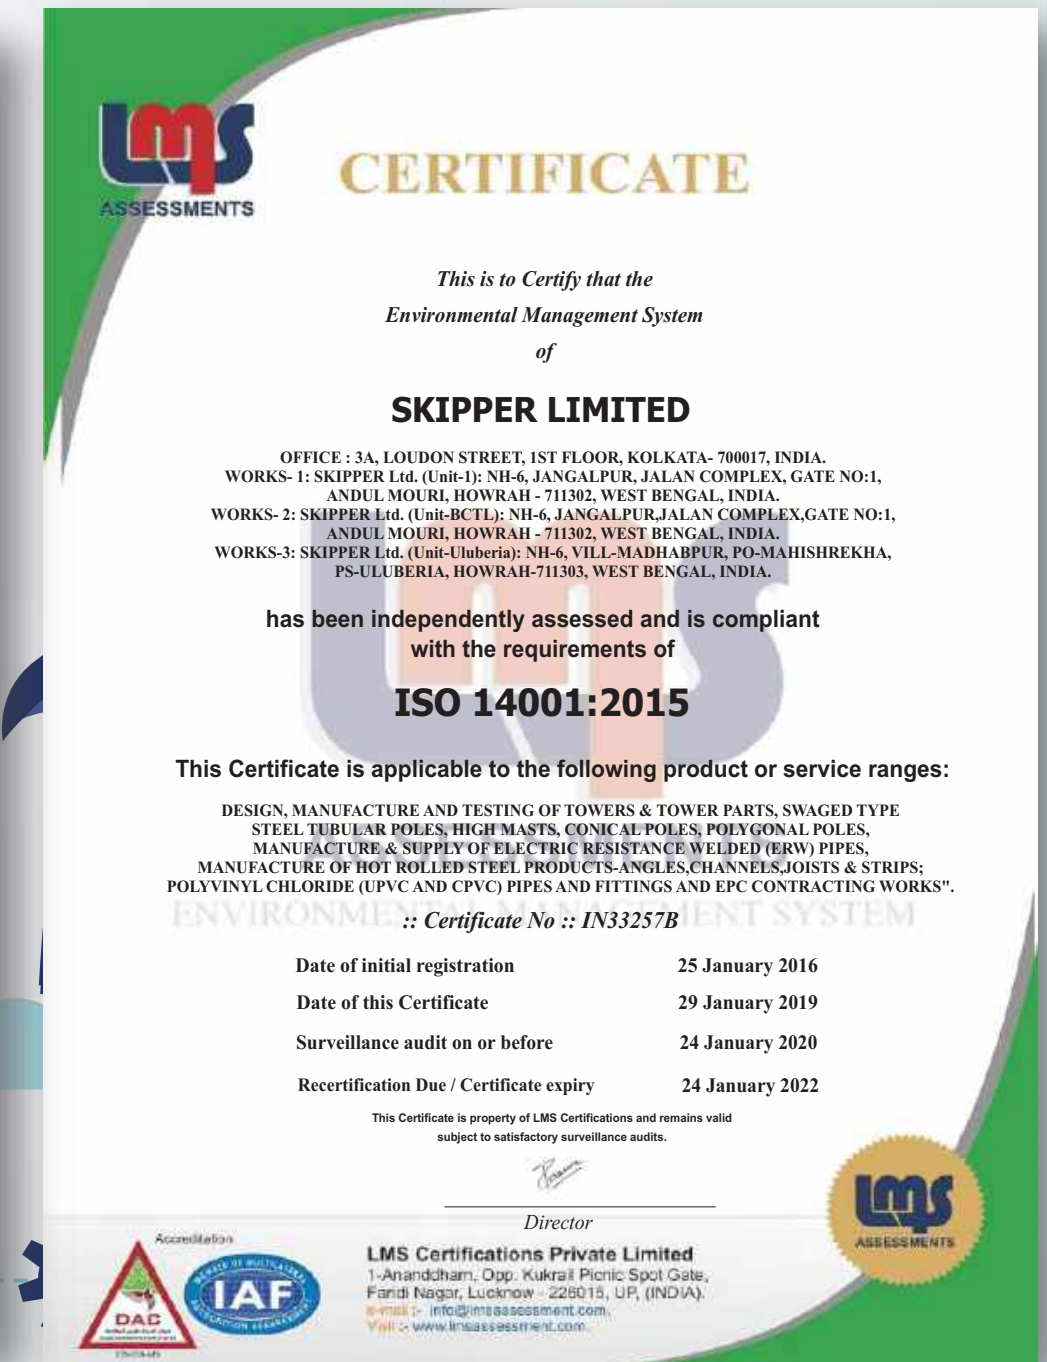 LMS
ASSESSMENTS
CERTIFICATE
This is to Certify that the
Environmental Management System
of
SKIPPER LIMITED
OFFICE : 3A, LOUDON STREET, 1ST FLOOR, KOLKATA- 700017, INDIA.
WORKS- 1: SKIPPER Ltd. (Unit-1): NH-6, JANGALPUR, JALAN COMPLEX, GATE NO:1,
ANDUL MOURI, HOWRAH - 711302, WEST BENGAL, INDIA.
WORKS- 2: SKIPPER Ltd. (Unit-BCTL): NH-6, JANGALPUR,JALAN COMPLEX,GATE NO:1,
ANDUL MOURI, HOWRAH - 711302, WEST BENGAL, INDIA.
WORKS-3: SKIPPER Ltd. (Unit-Uluberia): NH-6, VILL-MADHABPUR, PO-MAHISHREKHA,
PS-ULUBERIA, HOWRAH-711303, WEST BENGAL, INDIA.
has been independently assessed and is compliant
with the requirements of
ISO 14001:2015
This Certificate is applicable to the following product or service ranges:
DESIGN, MANUFACTURE AND TESTING OF TOWERS & TOWER PARTS, SWAGED TYPE
STEEL TUBULAR POLES, HIGH MASTS, CONICAL POLES, POLYGONAL POLES,
MANUFACTURE & SUPPLY OF ELECTRIC RESISTANCE WELDED (ERW) PIPES,
MANUFACTURE OF HOT ROLLED STEEL PRODUCTS-ANGLES,CHANNELS,JOISTS & STRIPS;
POLYVINYL CHLORIDE (UPVC AND CPVC) PIPES AND FITTINGS AND EPC CONTRACTING WORKS".
LMS
ASSESSMENTS
ENVIRONMENTAL MANAGEMENT SYSTEM
:: Certificate No :: IN33257B
Date of initial registration 25 January 2016
Date of this Certificate 29 January 2019
Surveillance audit on or before 24 January 2020
Recertification Due / Certificate expiry 24 January 2022
This Certificate is property of LMS Certifications and remains valid
subject to satisfactory surveillance audits.
Director
LMS
ASSESSMENTS
Accreditation
DAC
MEMBER OF MULTILATERAL
IAF
RECOGNITION ARRANGEMENT
LMS Certifications Private Limited
1-Ananddham, Opp. Kukrail Picnic Spot Gate,
Faridi Nagar, Lucknow - 226015, UP, (INDIA).
e-mail :- info@lmsassessment.com,
Visit :- www.lmsassessment.com,